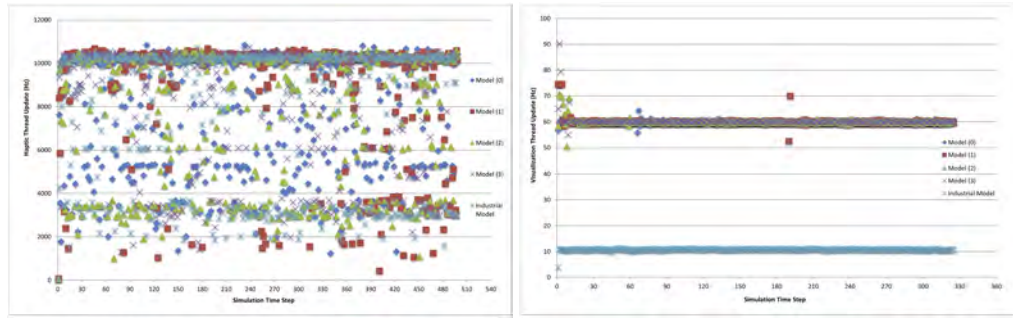 12000
10000
8000
6000
4000
2000
0
Haptic Thread Update (Hz)
0 30 60 90 120 150 180 210 240 270 300 330 360 390 420 450 480 510 540
Simulation Time Step
Model (0)
Model (1)
Model (2)
Model (3)
Industrial
Model
100
90
80
70
60
50
40
30
20
10
0
Visualization Thread Update (Hz)
0 30 60 90 120 150 180 210 240 270 300 330 360
Simulation Time Step
Model (0)
Model (1)
Model (2)
Model (3)
Industrial Model